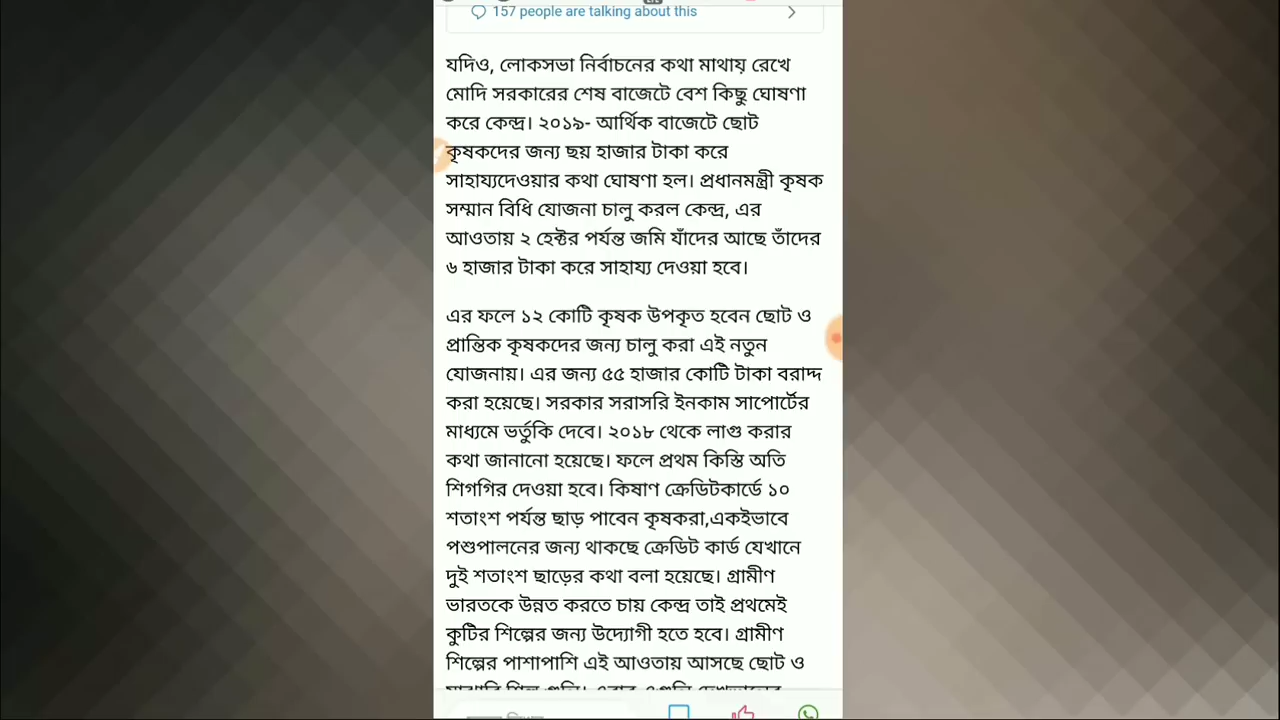 157 people are talking about this
যদিও, লোকসভা নির্বাচনের কথা মাথায় রেখে
মোদি সরকারের শেষ বাজেটে বেশ কিছু ঘোষণা
করে কেন্দ্র। ২০১৯- আর্থিক বাজেটে ছোট
কৃষকদের জন্য ছয় হাজার টাকা করে
সাহায্যদেওয়ার কথা ঘোষণা হল। প্রধানমন্ত্রী কৃষক
সম্মান বিধি যোজনা চালু করল কেন্দ্র, এর
আওতায় ২ হেক্টর পর্যন্ত জমি যাঁদের আছে তাঁদের
৬ হাজার টাকা করে সাহায্য দেওয়া হবে।
এর ফলে ১২ কোটি কৃষক উপকৃত হবেন ছোট ও
প্রান্তিক কৃষকদের জন্য চালু করা এই নতুন
যোজনায়। এর জন্য ৫৫ হাজার কোটি টাকা বরাদ্দ
করা হয়েছে। সরকার সরাসরি ইনকাম সাপোর্টের
মাধ্যমে ভর্তুকি দেবে। ২০১৮ থেকে লাগু করার
কথা জানানো হয়েছে। ফলে প্রথম কিস্তি অতি
শিগগির দেওয়া হবে। কিষাণ ক্রেডিটকার্ডে ১০
শতাংশ পর্যন্ত ছাড় পাবেন কৃষকরা,একইভাবে
পশুপালনের জন্য থাকছে ক্রেডিট কার্ড যেখানে
দুই শতাংশ ছাড়ের কথা বলা হয়েছে। গ্রামীণ
ভারতকে উন্নত করতে চায় কেন্দ্র তাই প্রথমেই
কুটির শিল্পের জন্য উদ্যোগী হতে হবে। গ্রামীণ
শিল্পের পাশাপাশি এই আওতায় আসছে ছোট ও